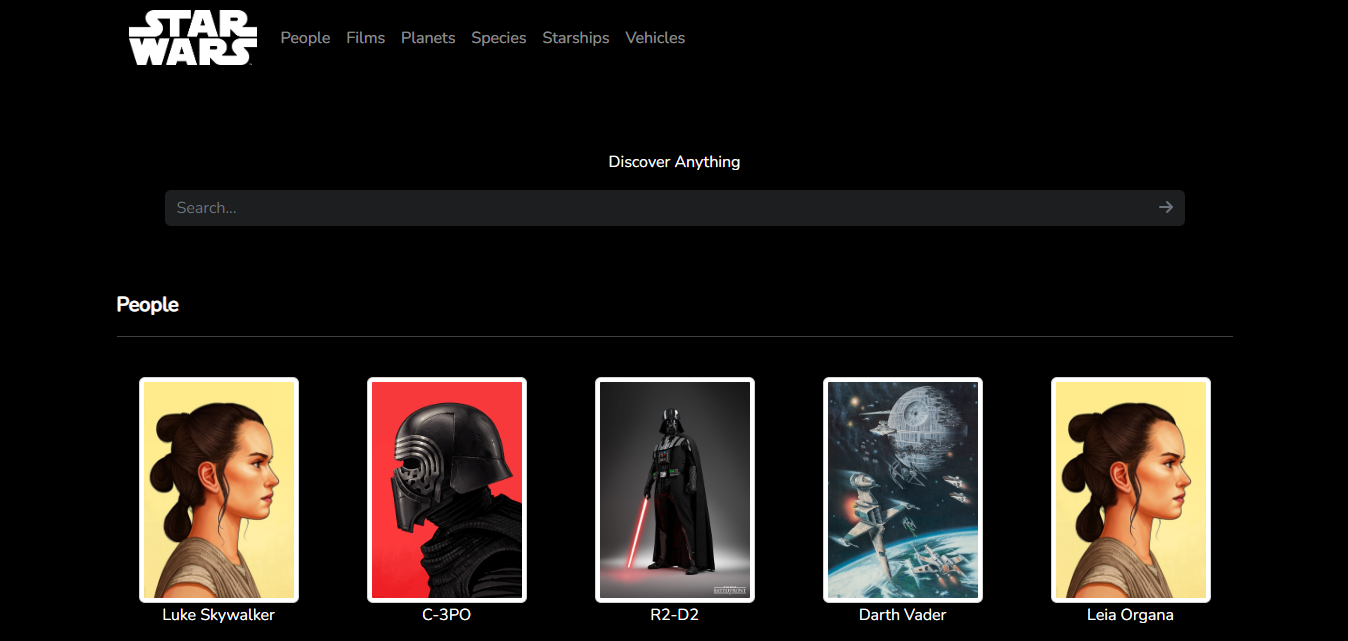 STAR
WARS
People Films Planets Species Starships Vehicles
Discover Anything
Search...
People
BATTLEFRONT
Luke Skywalker C-3PO R2-D2 Darth Vader Leia Organa